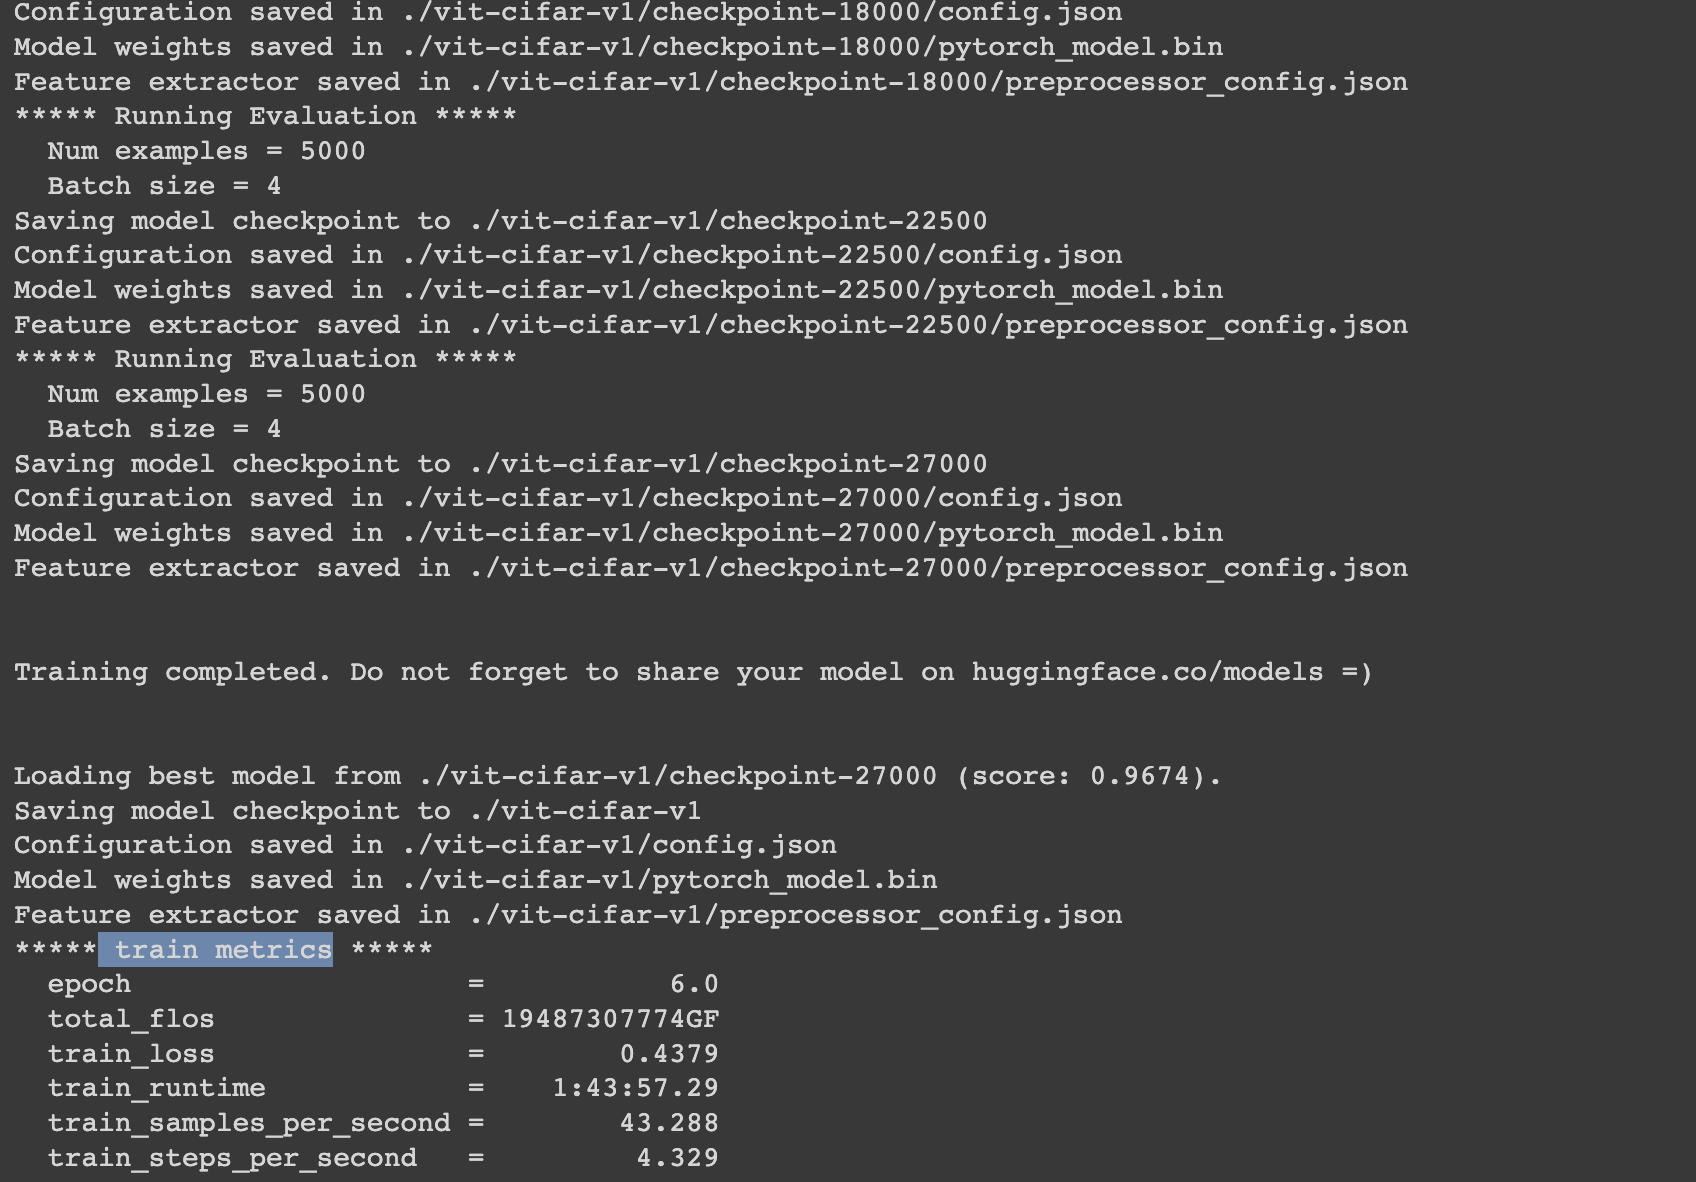 Configuration saved in ./vit-cifar-v1/checkpoint-18000/config.json
Model weights saved in ./vit-cifar-v1/checkpoint-18000/pytorch_model.bin
Feature extractor saved in ./vit-cifar-v1/checkpoint-18000/preprocessor_config.json
***** Running Evaluation *****
  Num examples = 5000
  Batch size = 4
Saving model checkpoint to ./vit-cifar-v1/checkpoint-22500
Configuration saved in ./vit-cifar-v1/checkpoint-22500/config.json
Model weights saved in ./vit-cifar-v1/checkpoint-22500/pytorch_model.bin
Feature extractor saved in ./vit-cifar-v1/checkpoint-22500/preprocessor_config.json
***** Running Evaluation *****
  Num examples = 5000
  Batch size = 4
Saving model checkpoint to ./vit-cifar-v1/checkpoint-27000
Configuration saved in ./vit-cifar-v1/checkpoint-27000/config.json
Model weights saved in ./vit-cifar-v1/checkpoint-27000/pytorch_model.bin
Feature extractor saved in ./vit-cifar-v1/checkpoint-27000/preprocessor_config.json
Training completed. Do not forget to share your model on huggingface.co/models =)
Loading best model from ./vit-cifar-v1/checkpoint-27000 (score: 0.9674).
Saving model checkpoint to ./vit-cifar-v1
Configuration saved in ./vit-cifar-v1/config.json
Model weights saved in ./vit-cifar-v1/pytorch_model.bin
Feature extractor saved in ./vit-cifar-v1/preprocessor_config.json
***** train metrics *****
  epoch                    =         6.0
  total_flos               = 19487307774GF
  train_loss               =      0.4379
  train_runtime            =  1:43:57.29
  train_samples_per_second =      43.288
  train_steps_per_second   =       4.329